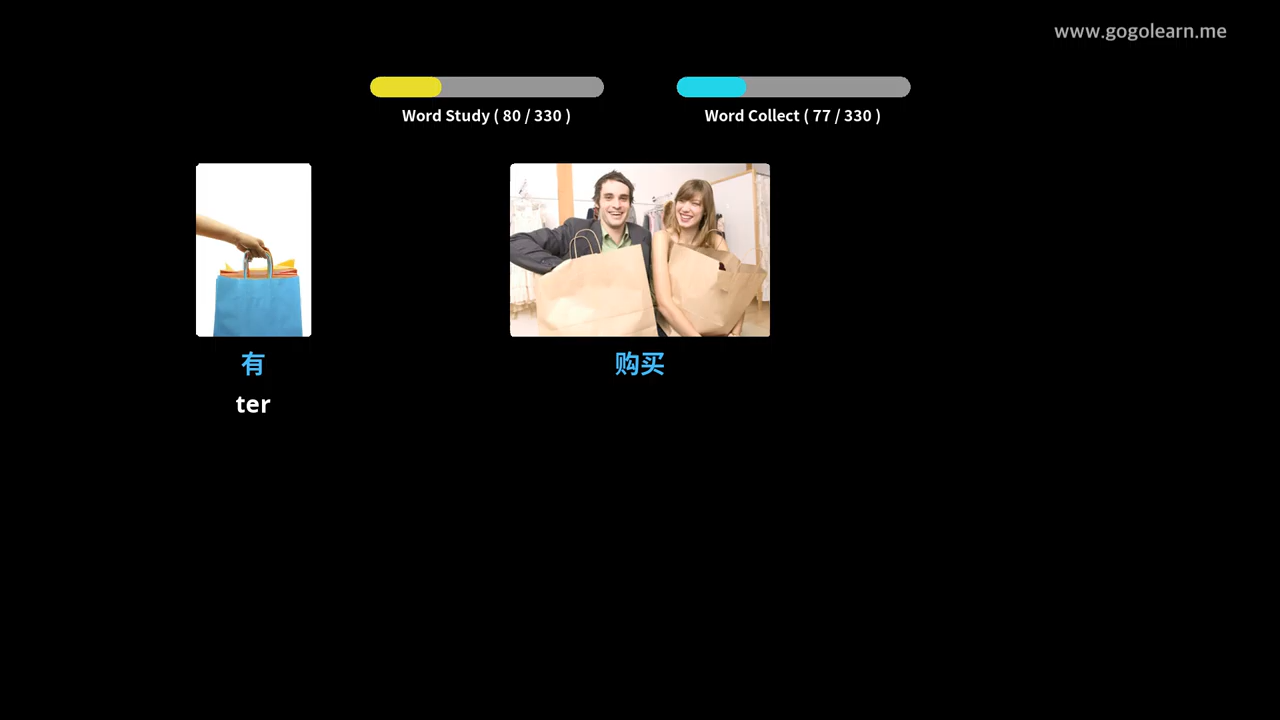 www.gogolearn.me
Word Study ( 80 / 330 )
Word Collect ( 77 / 330 )
有
购买
ter